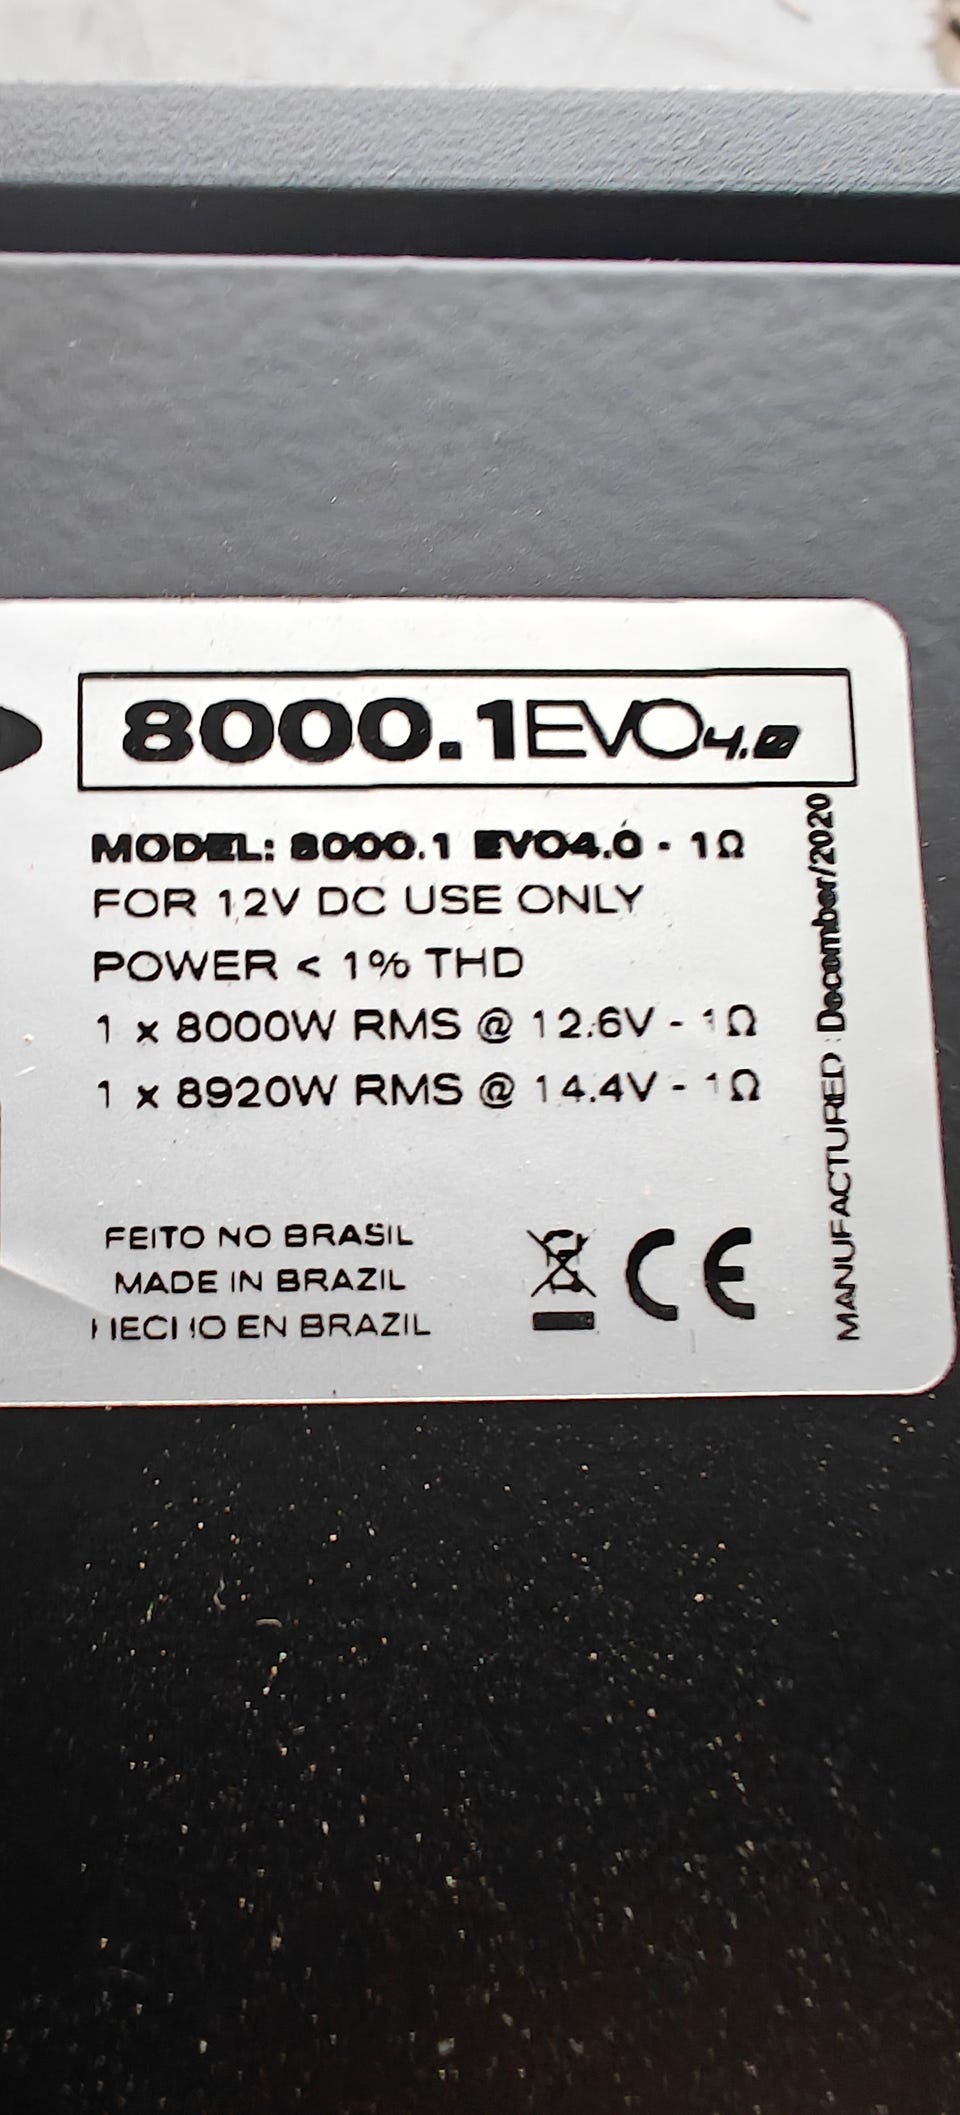 8000.1EVO4.0
MODEL: 8000.1 EVO4.0 - 1Ω
FOR 12V DC USE ONLY
POWER < 1% THD
1 x 8000W RMS @ 12.6V - 1Ω
1 x 8920W RMS @ 14.4V - 1Ω
FEITO NO BRASIL
MADE IN BRAZIL
HECHO EN BRAZIL
CE
MANUFACTURED : December/2020